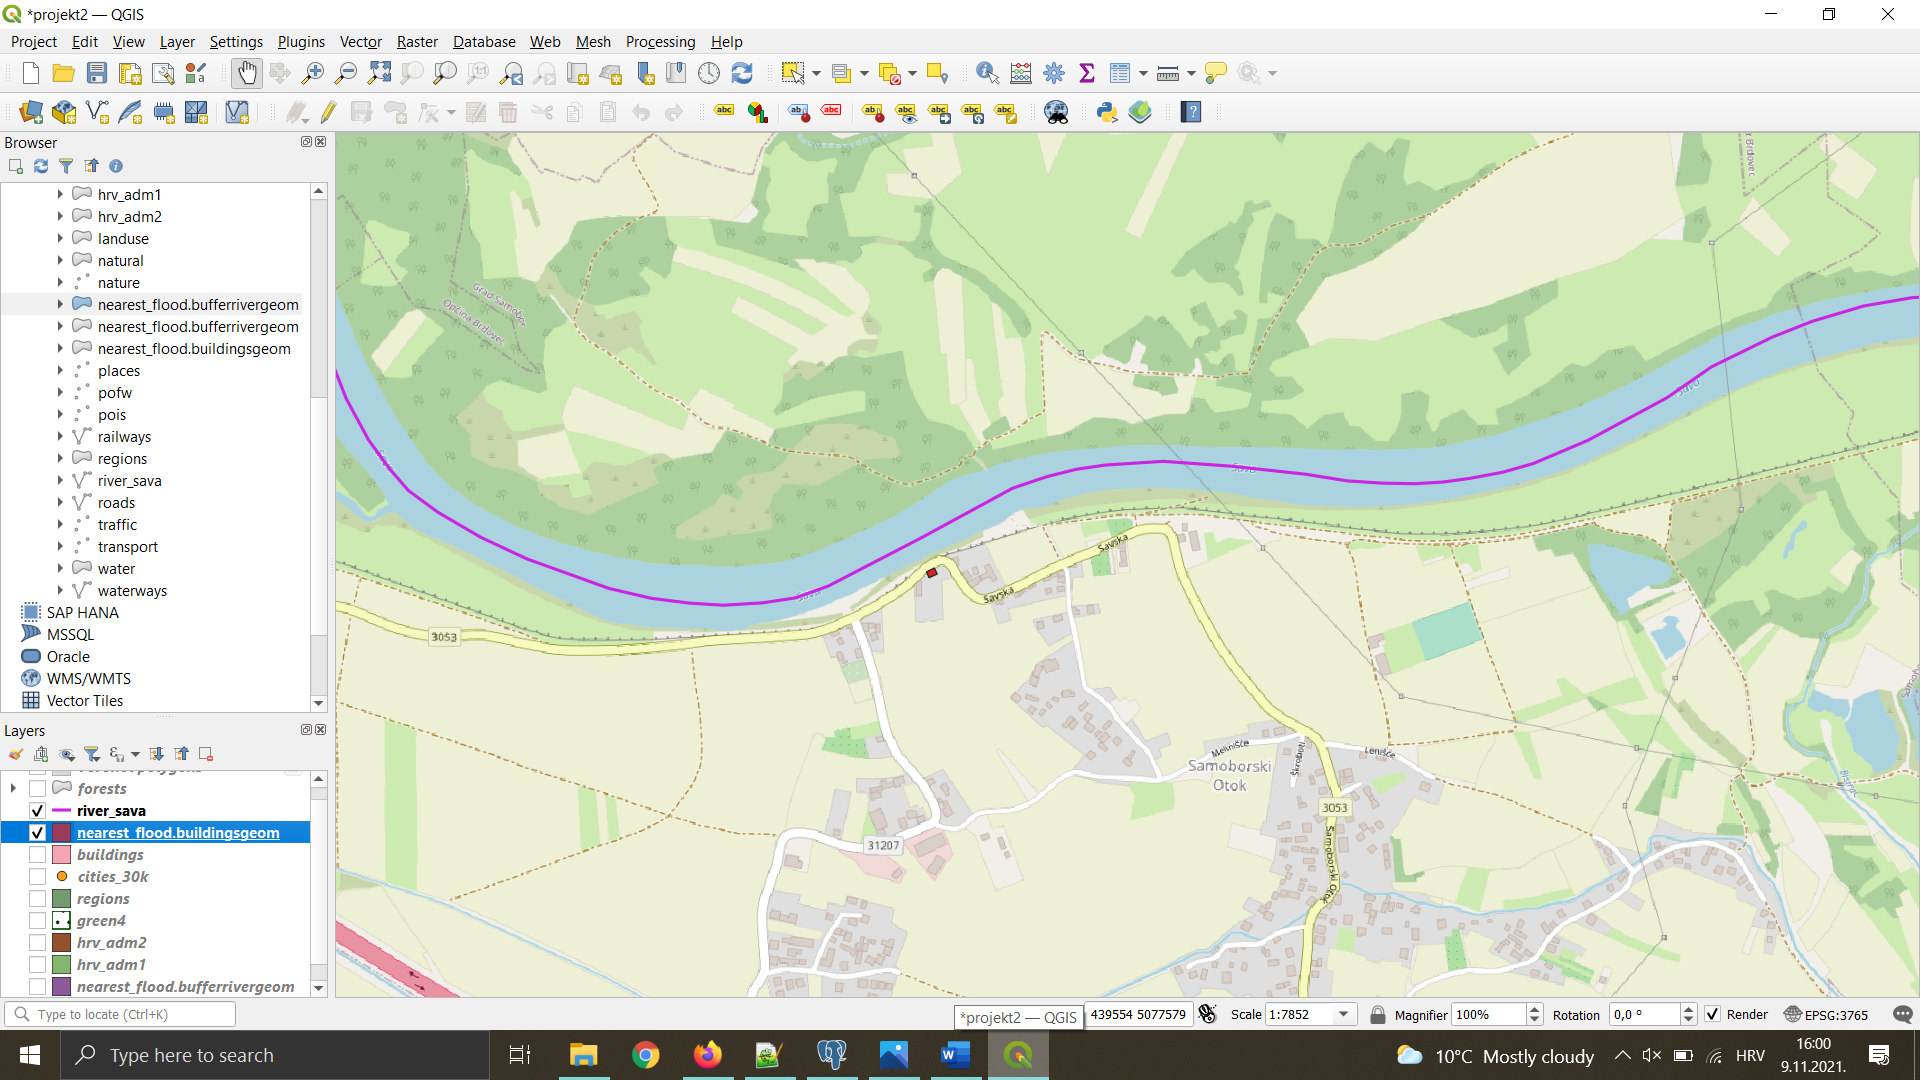 *projekt2 — QGIS
Project Edit View Layer Settings Plugins Vector Raster Database Web Mesh Processing Help
Browser
hrv_adm1
hrv_adm2
landuse
natural
nature
nearest_flood.bufferrivergeom
nearest_flood.bufferrivergeom
nearest_flood.buildingsgeom
places
pofw
pois
railways
regions
river_sava
roads
traffic
transport
water
waterways
SAP HANA
MSSQL
Oracle
WMS/WMTS
Vector Tiles
Layers
forests
river_sava
nearest_flood.buildingsgeom
buildings
cities_30k
regions
green4
hrv_adm2
hrv_adm1
nearest_flood.bufferrivergeom
Grad Samobor
Općina Brdovec
Sava
Sava
Sava
Sava
Savska
Savska
3053
Melinišće
Škroboti
Lenišće
Samoborski
Otok
3053
31207
Samoborski Otok
Type to locate (Ctrl+K)
*projekt2 — QGIS
439554 5077579
Scale 1:7852
Magnifier 100%
Rotation 0,0 °
Render
EPSG:3765
Type here to search
10°C Mostly cloudy
HRV
16:00
9.11.2021.